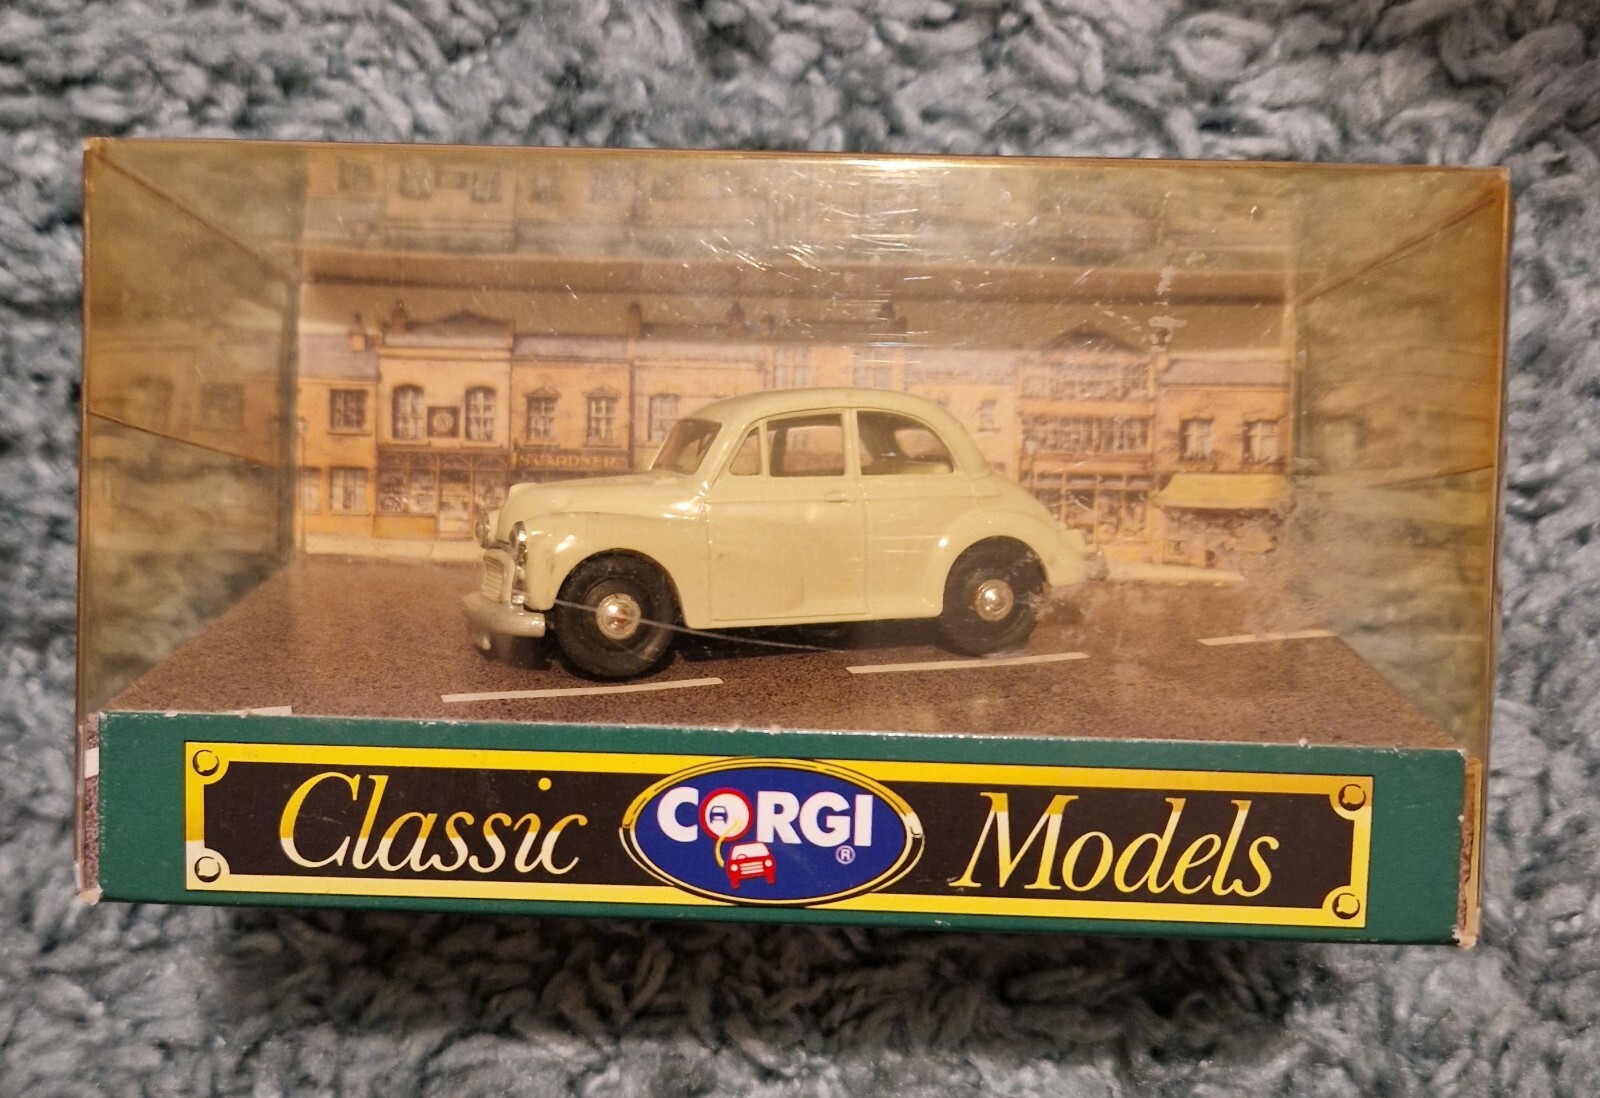 Classic CORGI ® Models